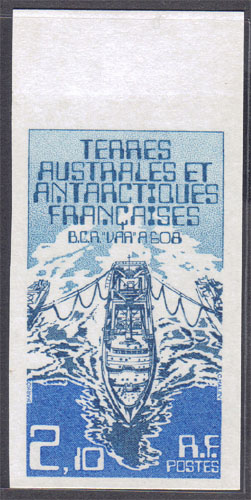 TERRES
AUSTRALES ET
ANTARCTIQUES
FRANÇAISES
B.C.R. "VAR" A 608
2,10 R.F.
POSTES